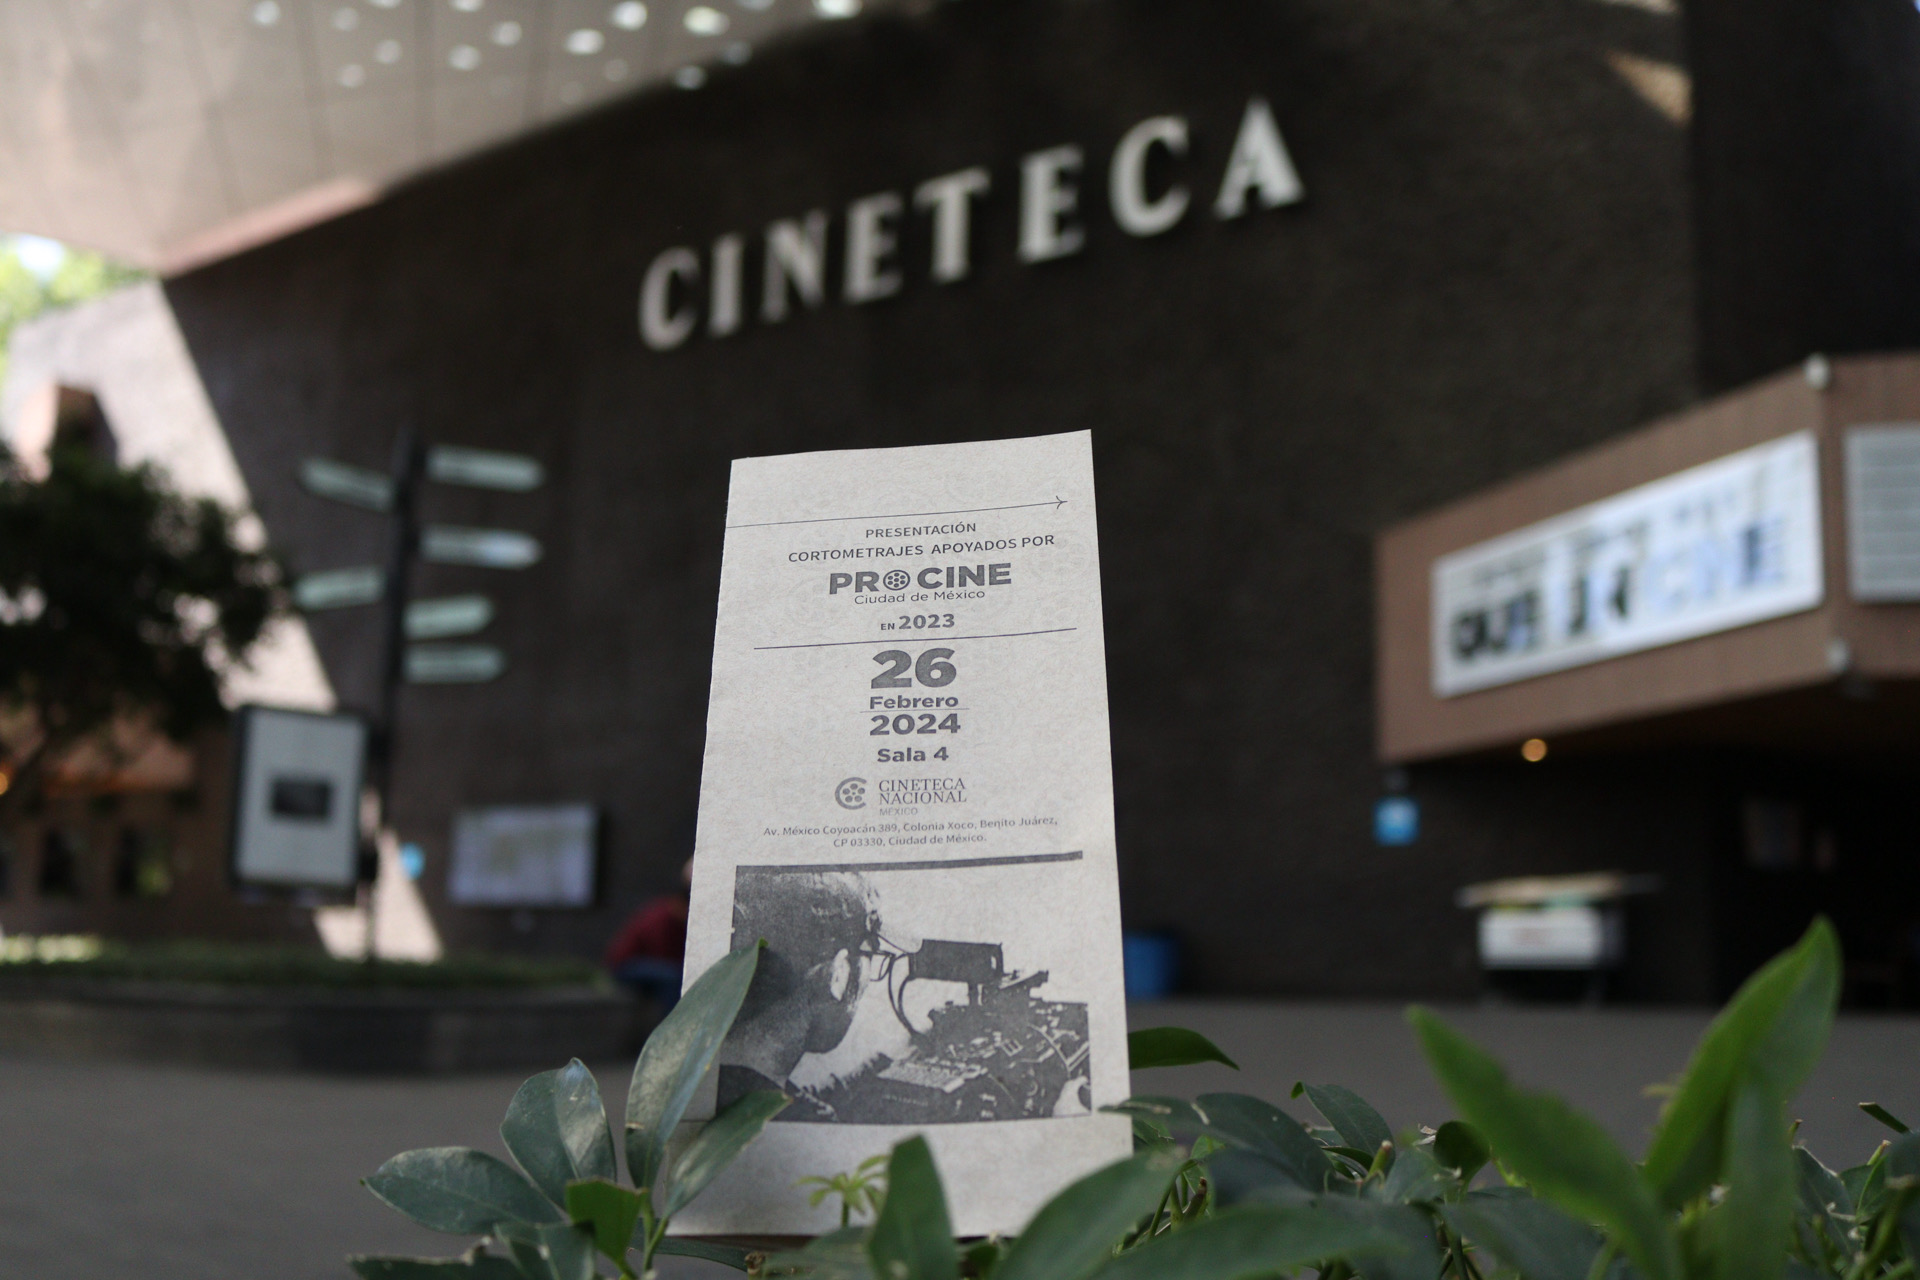 CINETECA
PRESENTACIÓN
CORTOMETRAJES APOYADOS POR
PROCINE
Ciudad de México
EN 2023
26
Febrero
2024
Sala 4
CINETECA
NACIONAL
MÉXICO
Av. México Coyoacán 389, Colonia Xoco, Benito Juárez,
CP 03330, Ciudad de México.